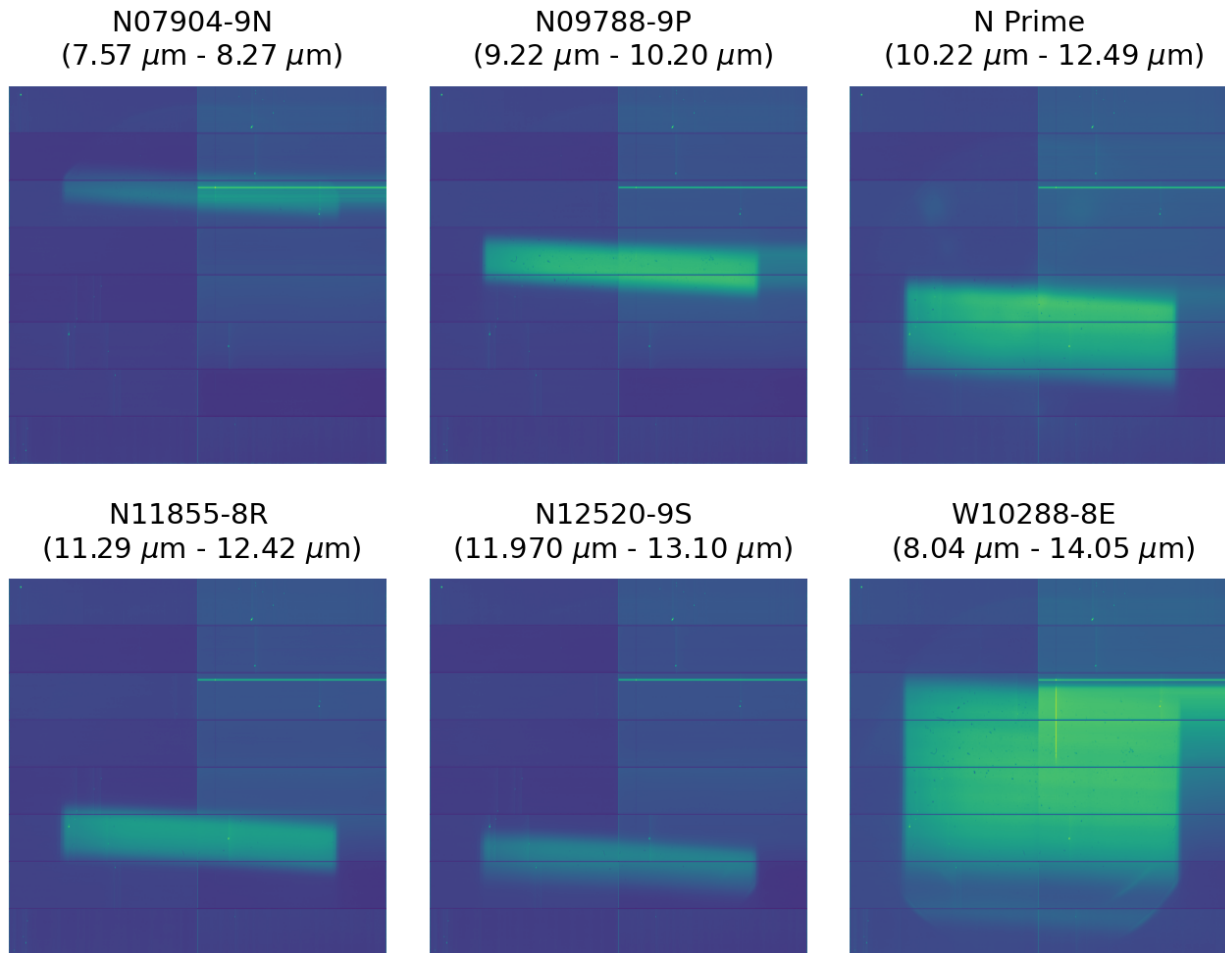 N07904-9N
(7.57 μm - 8.27 μm)
N09788-9P
(9.22 μm - 10.20 μm)
N Prime
(10.22 μm - 12.49 μm)
N11855-8R
(11.29 μm - 12.42 μm)
N12520-9S
(11.970 μm - 13.10 μm)
W10288-8E
(8.04 μm - 14.05 μm)